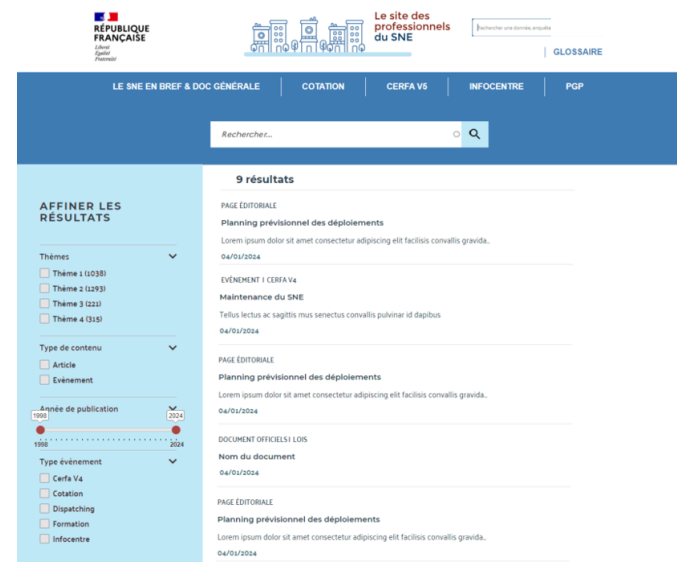 RÉPUBLIQUE
FRANÇAISE
Liberté
Égalité
Fraternité
Le site des
professionnels
du SNE
Rechercher une donnée, enquête
GLOSSAIRE
LE SNE EN BREF & DOC GÉNÉRALE
COTATION
CERFA V5
INFOCENTRE
PGP
Rechercher...
AFFINER LES
RÉSULTATS
Thèmes
Thème 1 (1038)
Thème 2 (1293)
Thème 3 (221)
Thème 4 (315)
Type de contenu
Article
Evénement
Année de publication
1998
2024
1998
2024
Type événement
Cerfa V4
Cotation
Dispatching
Formation
Infocentre
9 résultats
PAGE ÉDITORIALE
Planning prévisionnel des déploiements
Lorem ipsum dolor sit amet consectetur adipiscing elit facilisis convallis gravida..
04/01/2024
EVÉNEMENT I CERFA V4
Maintenance du SNE
Tellus lectus ac sagittis mus senectus convallis pulvinar id dapibus
04/01/2024
PAGE ÉDITORIALE
Planning prévisionnel des déploiements
Lorem ipsum dolor sit amet consectetur adipiscing elit facilisis convallis gravida..
04/01/2024
DOCUMENT OFFICIELS I LOIS
Nom du document
04/01/2024
PAGE EDITORIALE
Planning prévisionnel des déploiements
Lorem ipsum dolor sit amet consectetur adipiscing elit facilisis convallis gravida..
04/01/2024